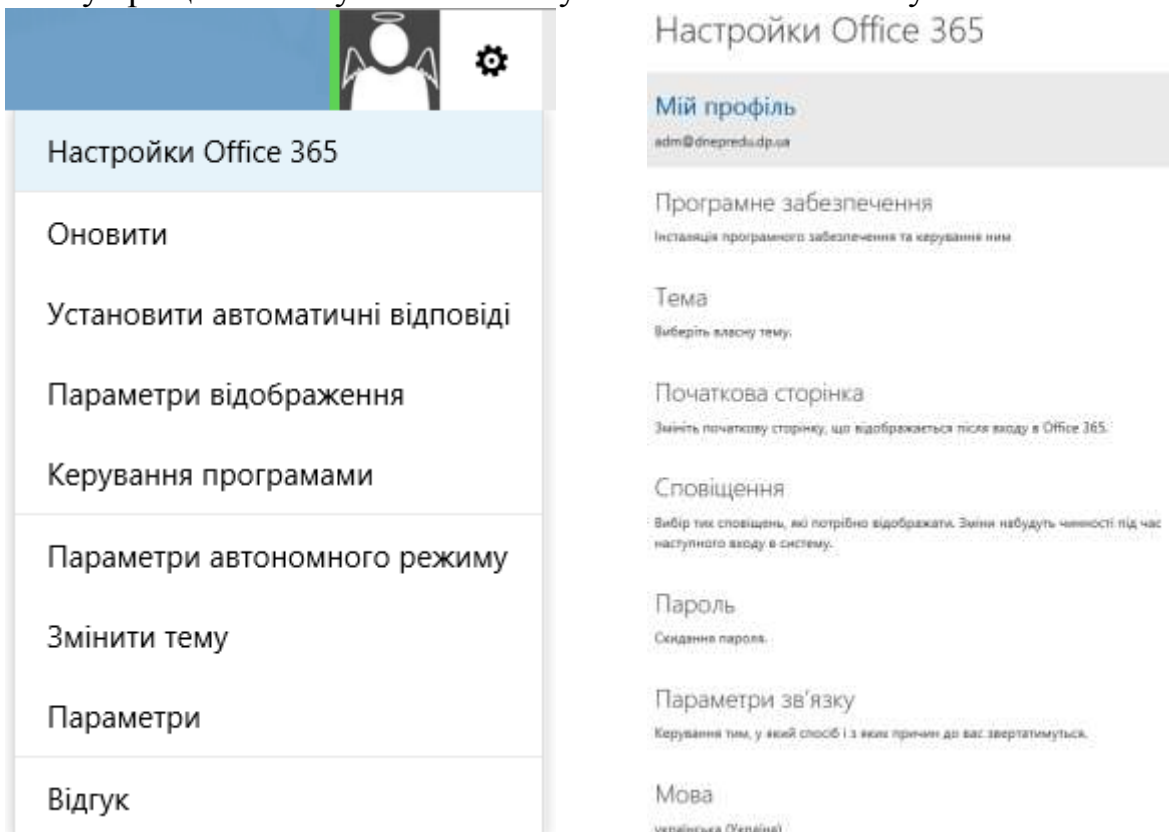 Настройки Office 365
Оновити
Установити автоматичні відповіді
Параметри відображення
Керування програмами
Параметри автономного режиму
Змінити тему
Параметри
Відгук
Настройки Office 365
Мій профіль
adm@dnepredu.dp.ua
Програмне забезпечення
Інсталяція програмного забезпечення та керування ним
Тема
Виберіть власну тему.
Початкова сторінка
Змініть початкову сторінку, що відображається після входу в Office 365.
Сповіщення
Вибір тих сповіщень, які потрібно відображати. Зміни набудуть чинності під час
наступного входу в систему.
Пароль
Скидання пароля.
Параметри зв'язку
Керування тим, у який спосіб і з яких причин до вас звертатимуться.
Мова
українська (Україна)